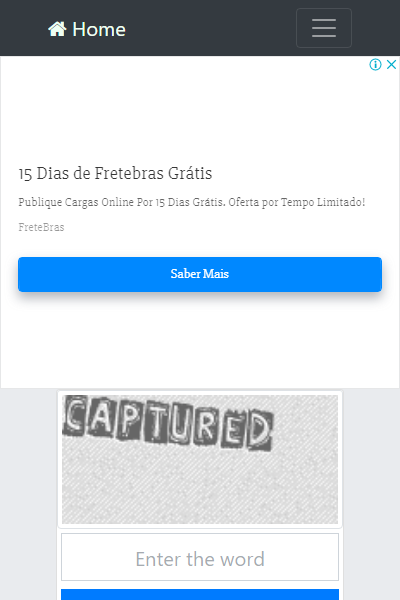 Home
15 Dias de Fretebras Grátis
Publique Cargas Online Por 15 Dias Grátis. Oferta por Tempo Limitado!
FreteBras
Saber Mais
CAPTURED
Enter the word